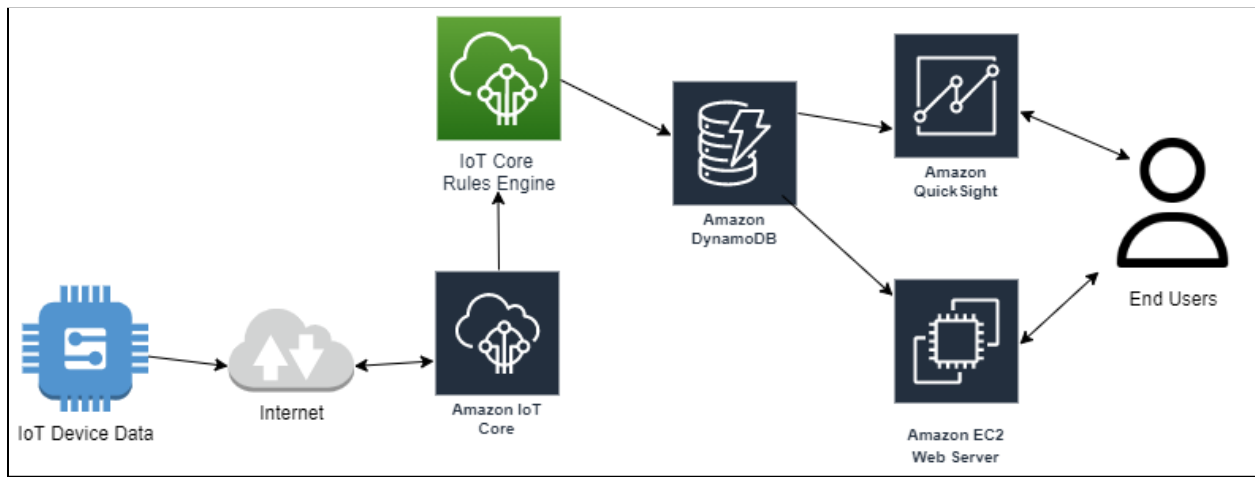 IoT Core
Rules Engine
Amazon
QuickSight
Amazon
DynamoDB
End Users
Internet
Amazon IoT
Core
IoT Device Data
Amazon EC2
Web Server